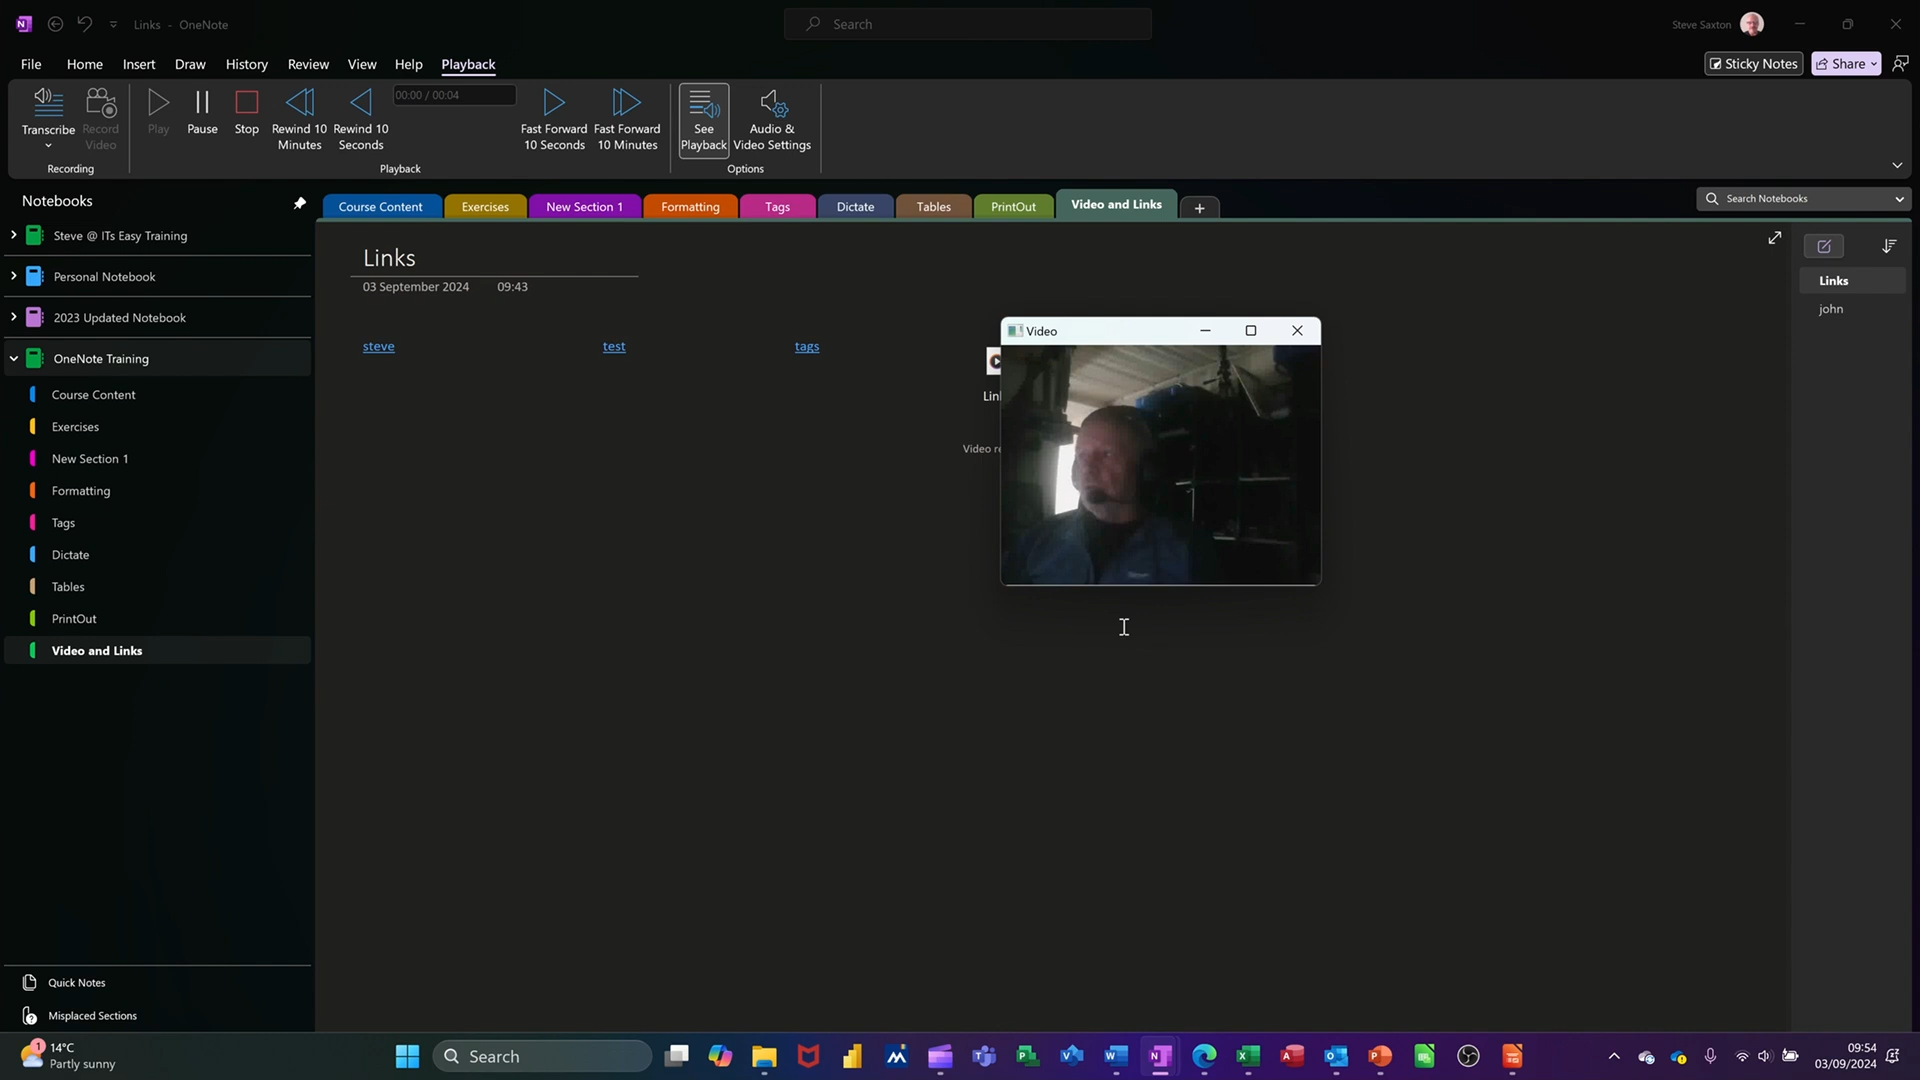 Links - OneNote
Search
Steve Saxton
File Home Insert Draw History Review View Help Playback
Sticky Notes
Share
Transcribe
Record Video
Recording
Play
Pause
Stop
Rewind 10 Minutes
Rewind 10 Seconds
00:00 / 00:04
Fast Forward 10 Seconds
Fast Forward 10 Minutes
Playback
See Playback
Audio & Video Settings
Options
Notebooks
Course Content
Exercises
New Section 1
Formatting
Tags
Dictate
Tables
PrintOut
Video and Links
+
Search Notebooks
Steve @ ITs Easy Training
Personal Notebook
2023 Updated Notebook
OneNote Training
Course Content
Exercises
New Section 1
Formatting
Tags
Dictate
Tables
PrintOut
Video and Links
Quick Notes
Misplaced Sections
Links
03 September 2024 09:43
steve test tags
Video
Video
Links
john
1
14°C
Partly sunny
Search
09:54
03/09/2024